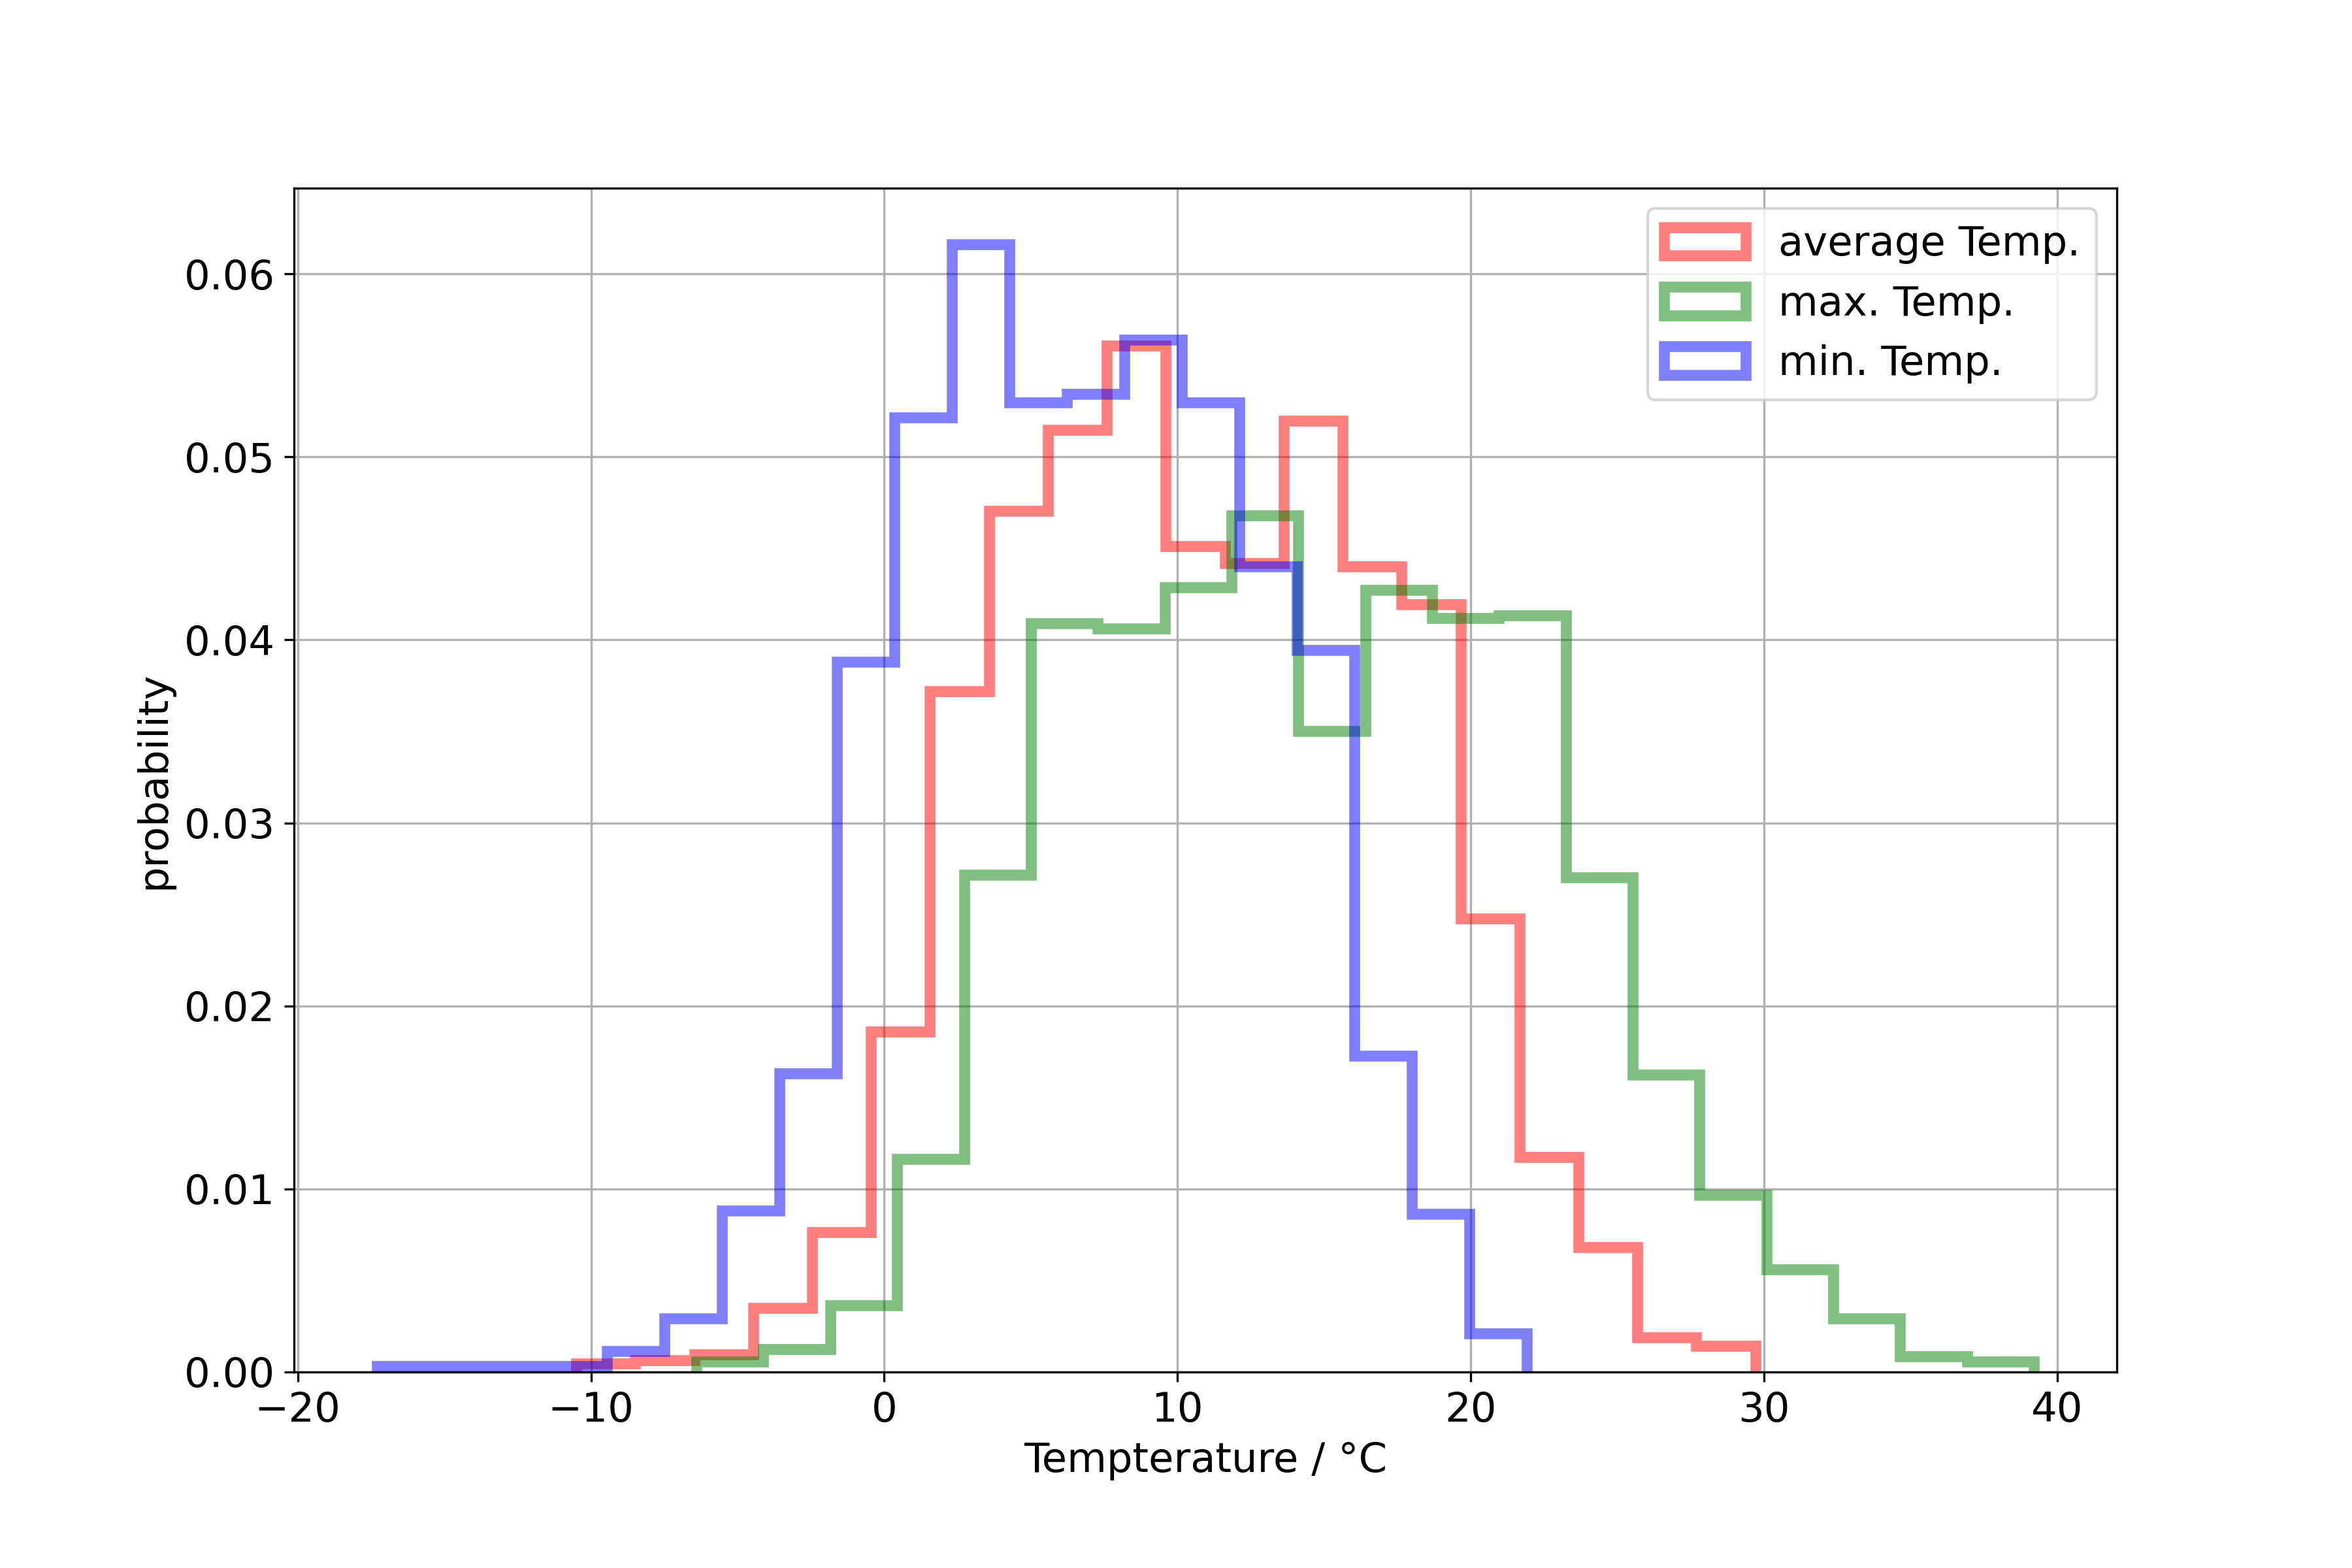 average Temp.
max. Temp.
min. Temp.
probability
0.06
0.05
0.04
0.03
0.02
0.01
0.00
−20 −10 0 10 20 30 40
Tempterature / °C